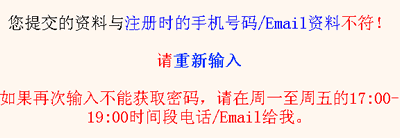 您提交的资料与注册时的手机号码/Email资料不符！
请重新输入
如果再次输入不能获取密码，请在周一至周五的17:00-
19:00时间段电话/Email给我。